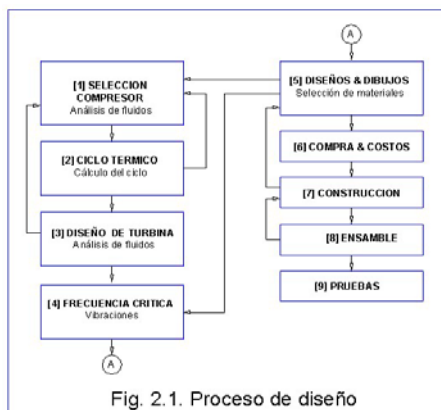 [1] SELECCION
COMPRESOR
Análisis de fluidos
[2] CICLO TERMICO
Cálculo del ciclo
[3] DISEÑO DE TURBINA
Análisis de fluidos
[4] FRECUENCIA CRITICA
Vibraciones
A
A
[5] DISEÑOS & DIBUJOS
Selección de materiales
[6] COMPRA & COSTOS
[7] CONSTRUCCION
[8] ENSAMBLE
[9] PRUEBAS
Fig. 2.1. Proceso de diseño